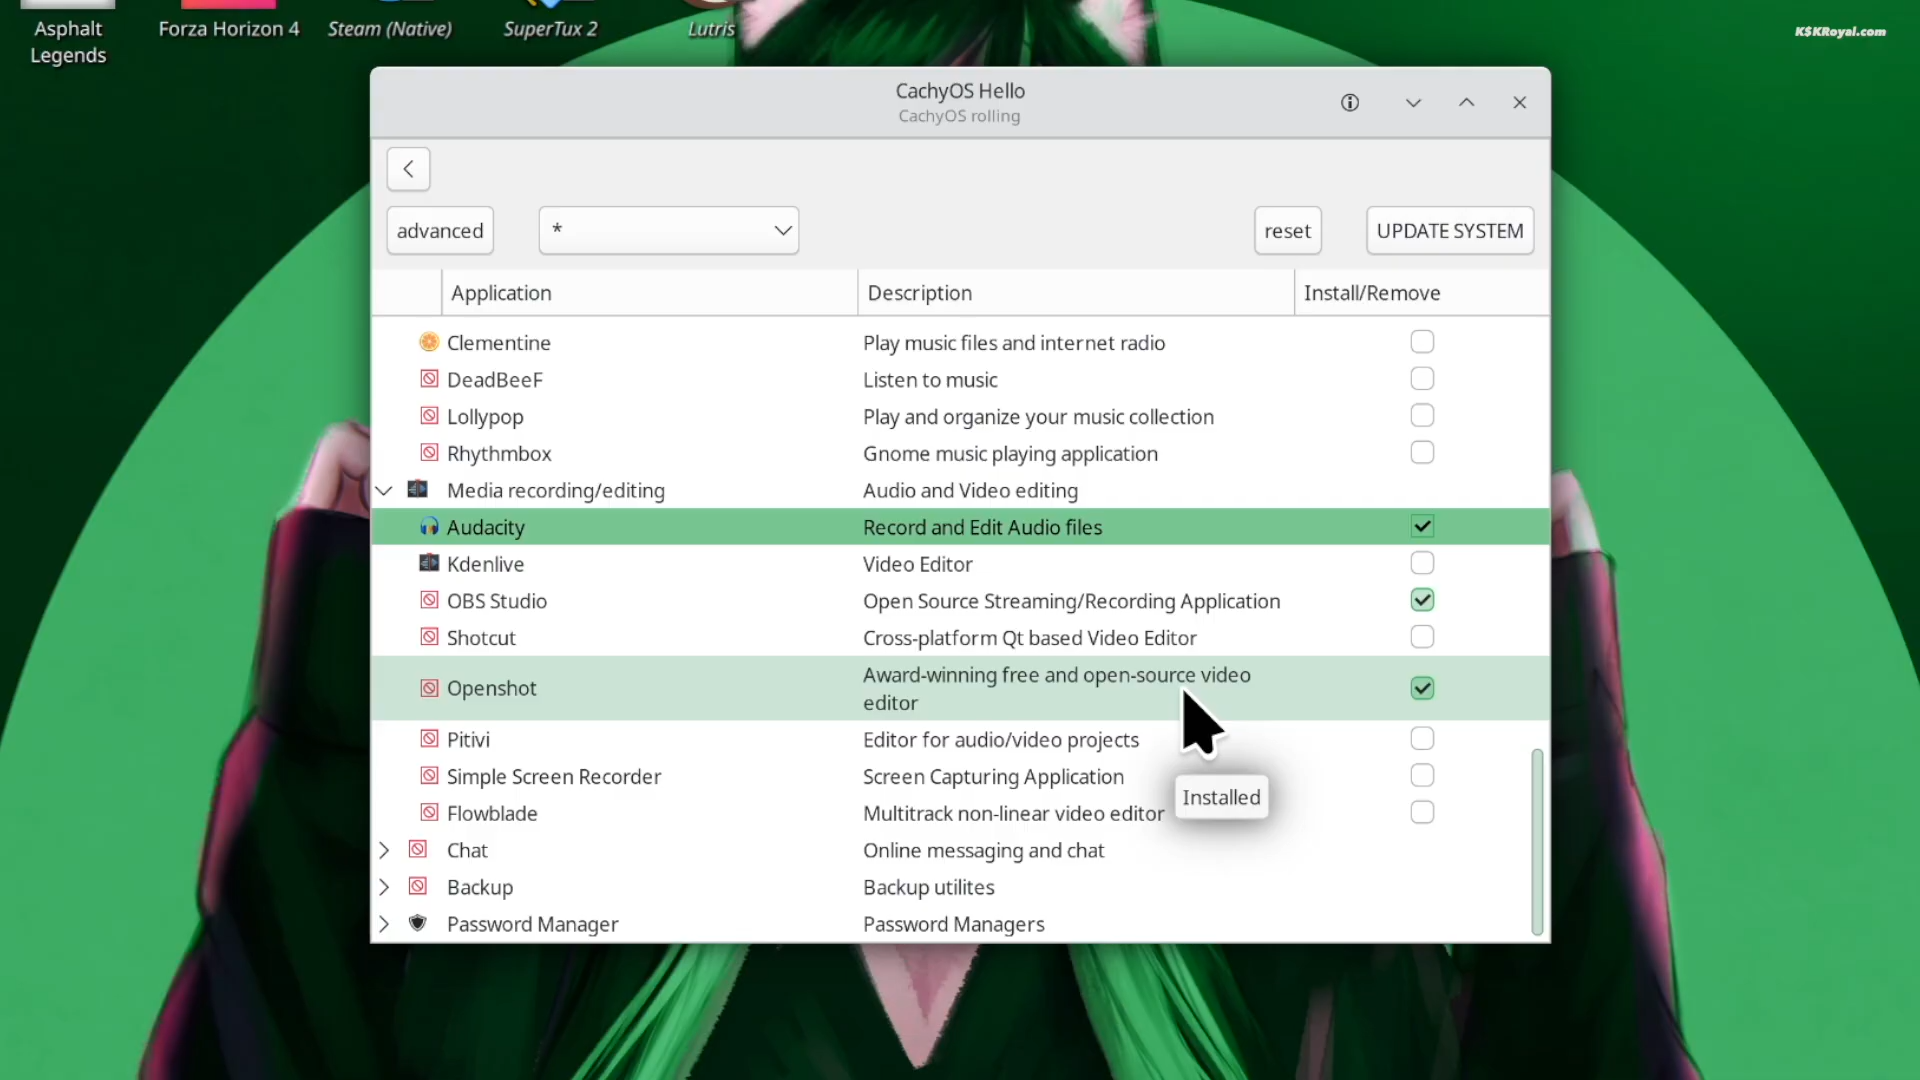 Asphalt
Legends
Forza Horizon 4
Steam (Native)
SuperTux 2
Lutris
K$KRoyal.com
CachyOS Hello
CachyOS rolling
advanced
*
reset
UPDATE SYSTEM
Application
Description
Install/Remove
Clementine
Play music files and internet radio
DeadBeeF
Listen to music
Lollypop
Play and organize your music collection
Rhythmbox
Gnome music playing application
Media recording/editing
Audio and Video editing
Audacity
Record and Edit Audio files
Kdenlive
Video Editor
OBS Studio
Open Source Streaming/Recording Application
Shotcut
Cross-platform Qt based Video Editor
Openshot
Award-winning free and open-source video
editor
Pitivi
Editor for audio/video projects
Simple Screen Recorder
Screen Capturing Application
Installed
Flowblade
Multitrack non-linear video editor
Chat
Online messaging and chat
Backup
Backup utilites
Password Manager
Password Managers